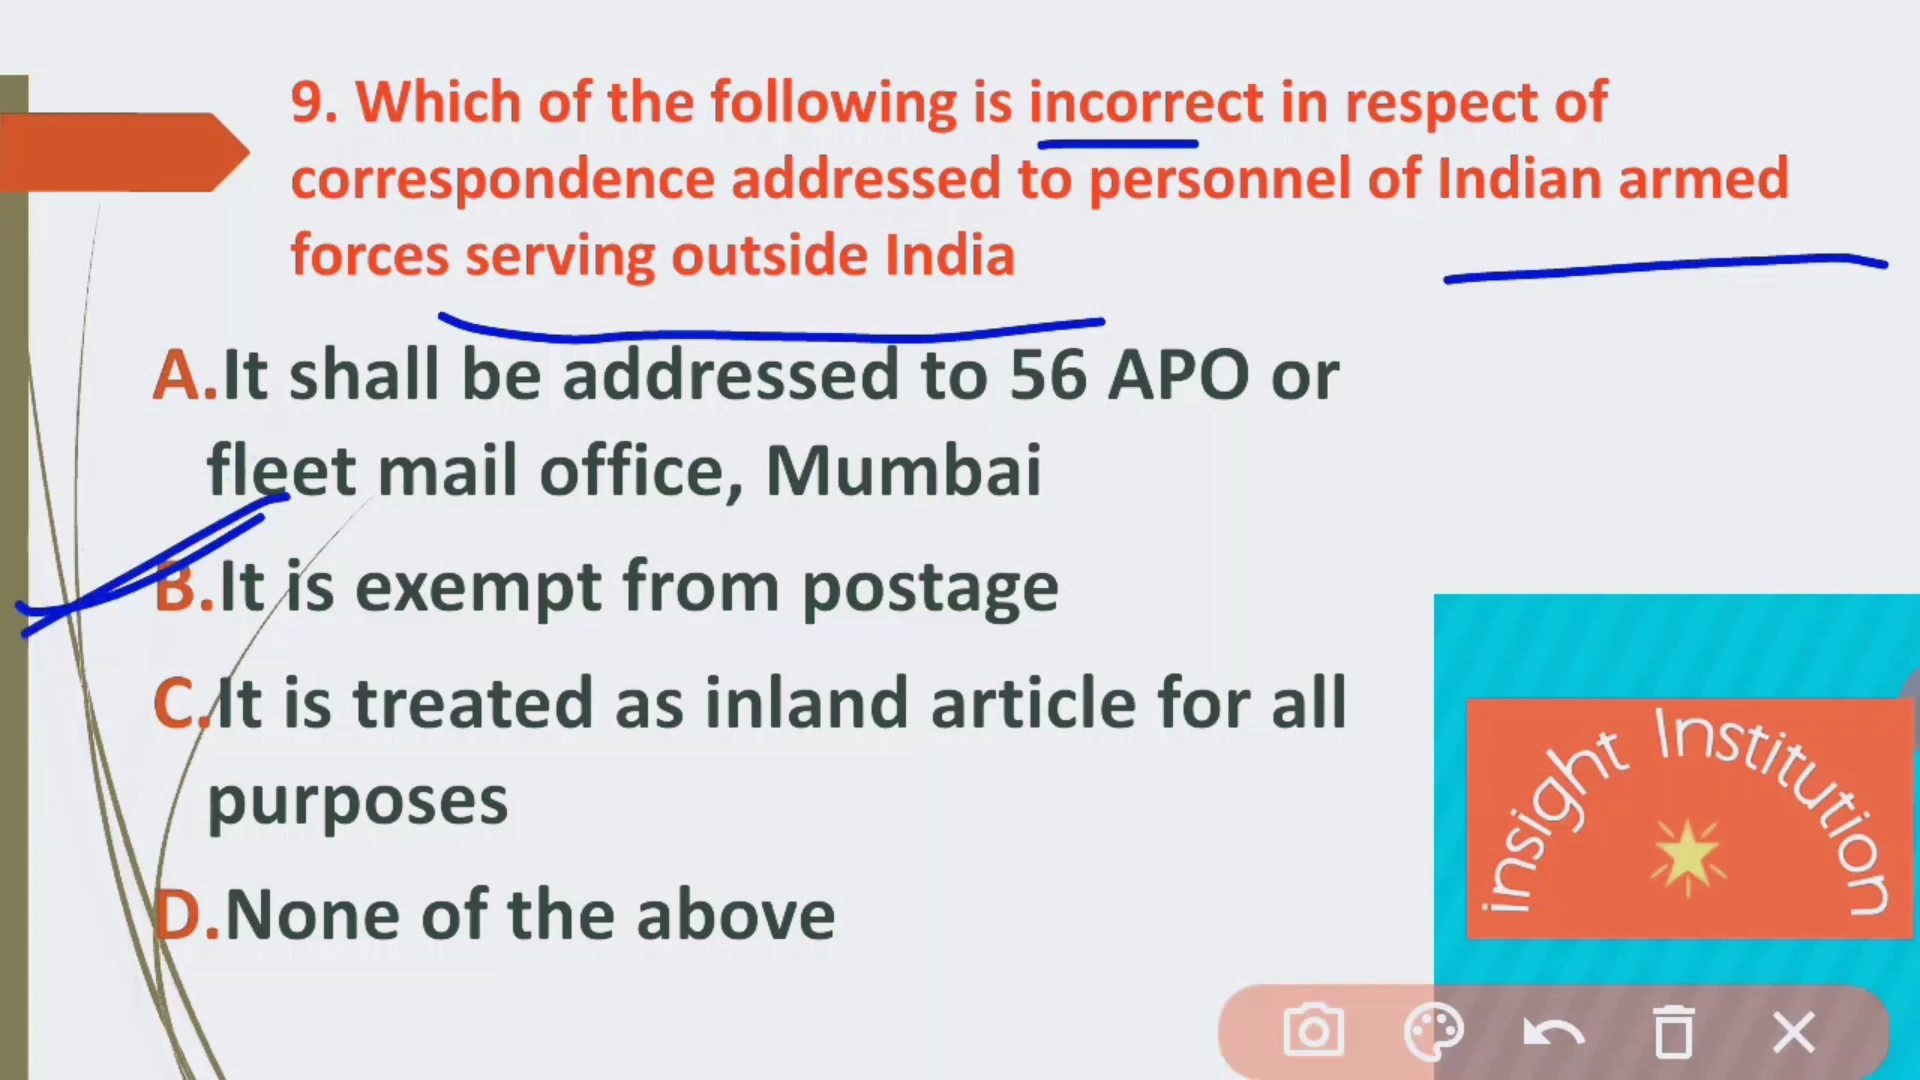 9. Which of the following is incorrect in respect of
correspondence addressed to personnel of Indian armed
forces serving outside India
A.It shall be addressed to 56 APO or
fleet mail office, Mumbai
B.It is exempt from postage
C.It is treated as inland article for all
purposes
D.None of the above
insight Institution